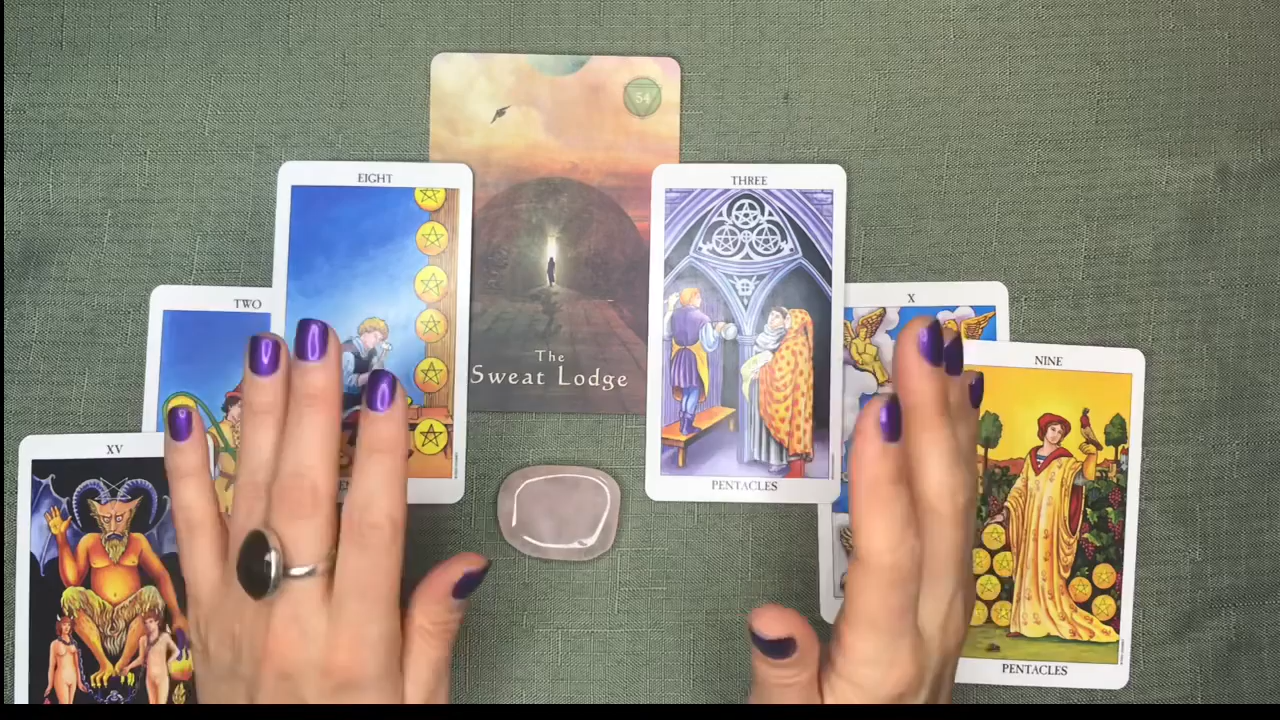 54
EIGHT
THREE
TWO
X
NINE
The
Sweat Lodge
XV
PENTACLES
PENTACLES